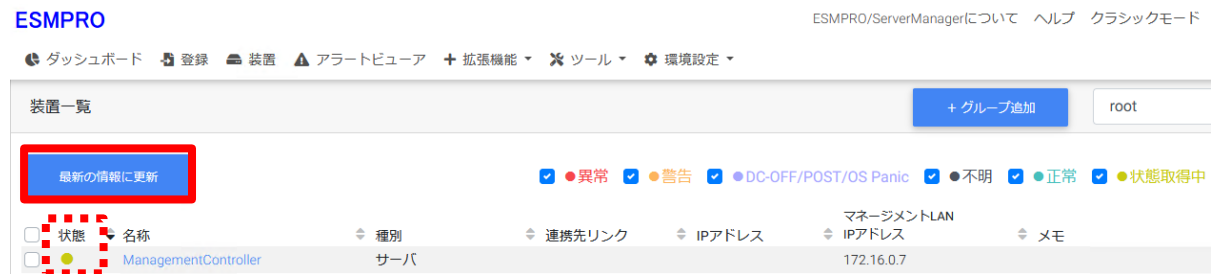 ESMPRO
ESMPRO/ServerManagerについて ヘルプ クラシックモード
ダッシュボード 登録 装置 アラートビューア 拡張機能 ツール 環境設定
装置一覧 + グループ追加 root
最新の情報に更新 異常 警告 DC-OFF/POST/OS Panic 不明 正常 状態取得中
状態 名称 種別 連携先リンク IPアドレス マネージメントLAN
IPアドレス メモ
ManagementController サーバ 172.16.0.7